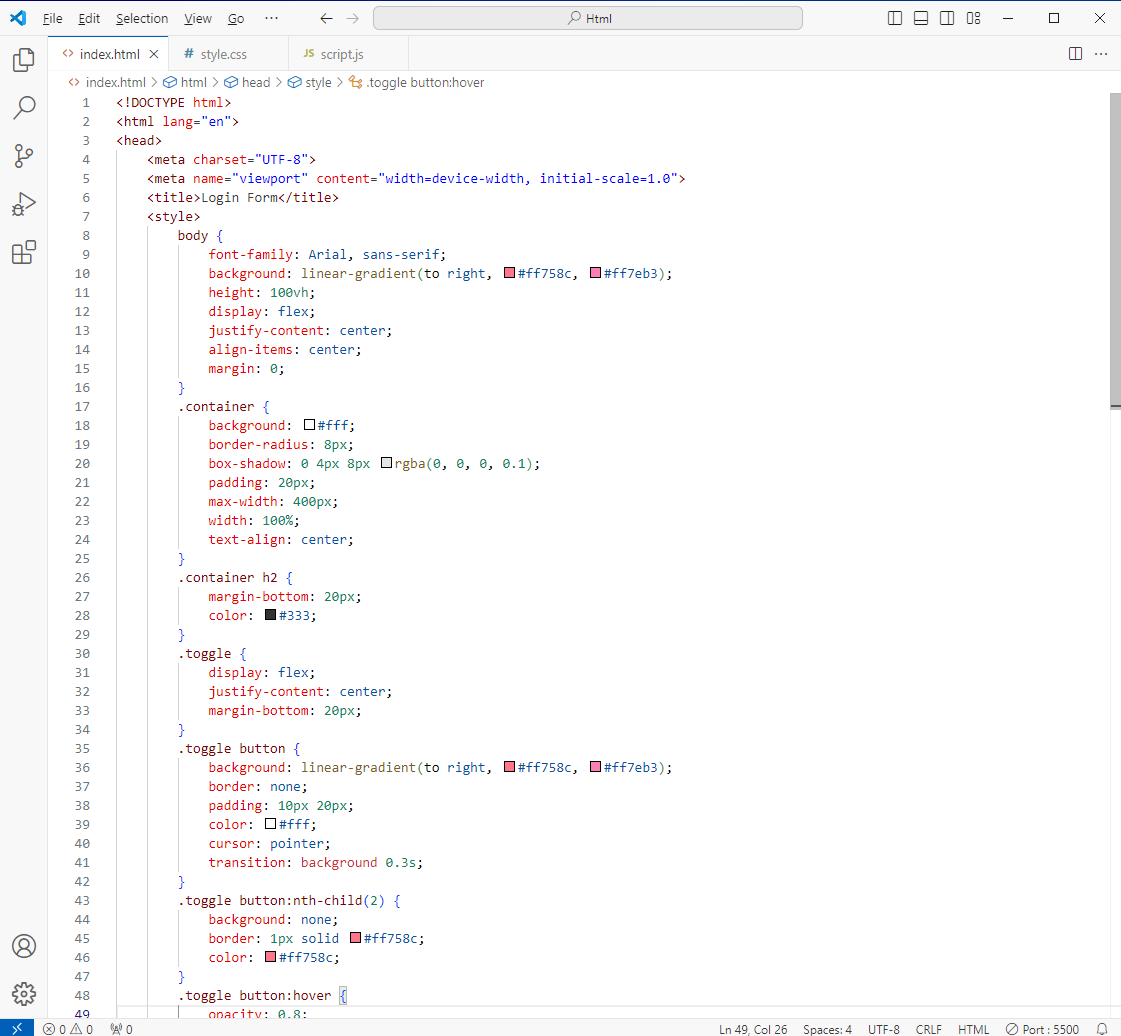 File Edit Selection View Go ··· Html
index.html style.css JS script.js
index.html > html > head > style > .toggle button:hover
1 <!DOCTYPE html>
2 <html lang="en">
3 <head>
4 <meta charset="UTF-8">
5 <meta name="viewport" content="width=device-width, initial-scale=1.0">
6 <title>Login Form</title>
7 <style>
8 body {
9 font-family: Arial, sans-serif;
10 background: linear-gradient(to right, #ff758c, #ff7eb3);
11 height: 100vh;
12 display: flex;
13 justify-content: center;
14 align-items: center;
15 margin: 0;
16 }
17 .container {
18 background: #fff;
19 border-radius: 8px;
20 box-shadow: 0 4px 8px rgba(0, 0, 0, 0.1);
21 padding: 20px;
22 max-width: 400px;
23 width: 100%;
24 text-align: center;
25 }
26 .container h2 {
27 margin-bottom: 20px;
28 color: #333;
29 }
30 .toggle {
31 display: flex;
32 justify-content: center;
33 margin-bottom: 20px;
34 }
35 .toggle button {
36 background: linear-gradient(to right, #ff758c, #ff7eb3);
37 border: none;
38 padding: 10px 20px;
39 color: #fff;
40 cursor: pointer;
41 transition: background 0.3s;
42 }
43 .toggle button:nth-child(2) {
44 background: none;
45 border: 1px solid #ff758c;
46 color: #ff758c;
47 }
48 .toggle button:hover {
49 opacity: 0.8;
0 0 0 Ln 49, Col 26 Spaces: 4 UTF-8 CRLF HTML Port : 5500